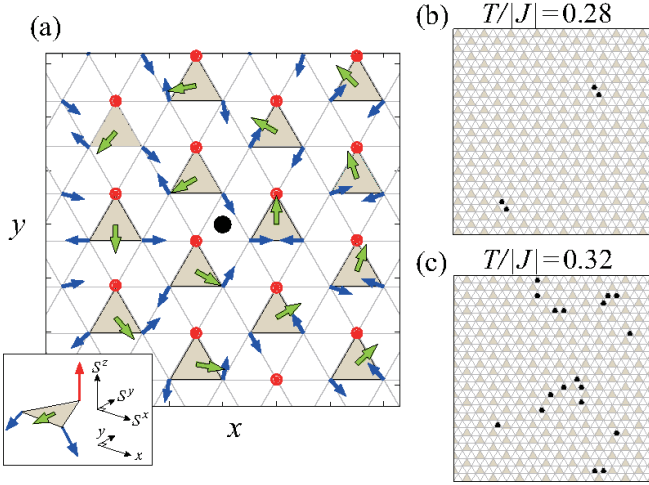 (a)
y
x
S^z
S^y
S^x
y
x
(b)
T/|J| = 0.28
(c)
T/|J| = 0.32